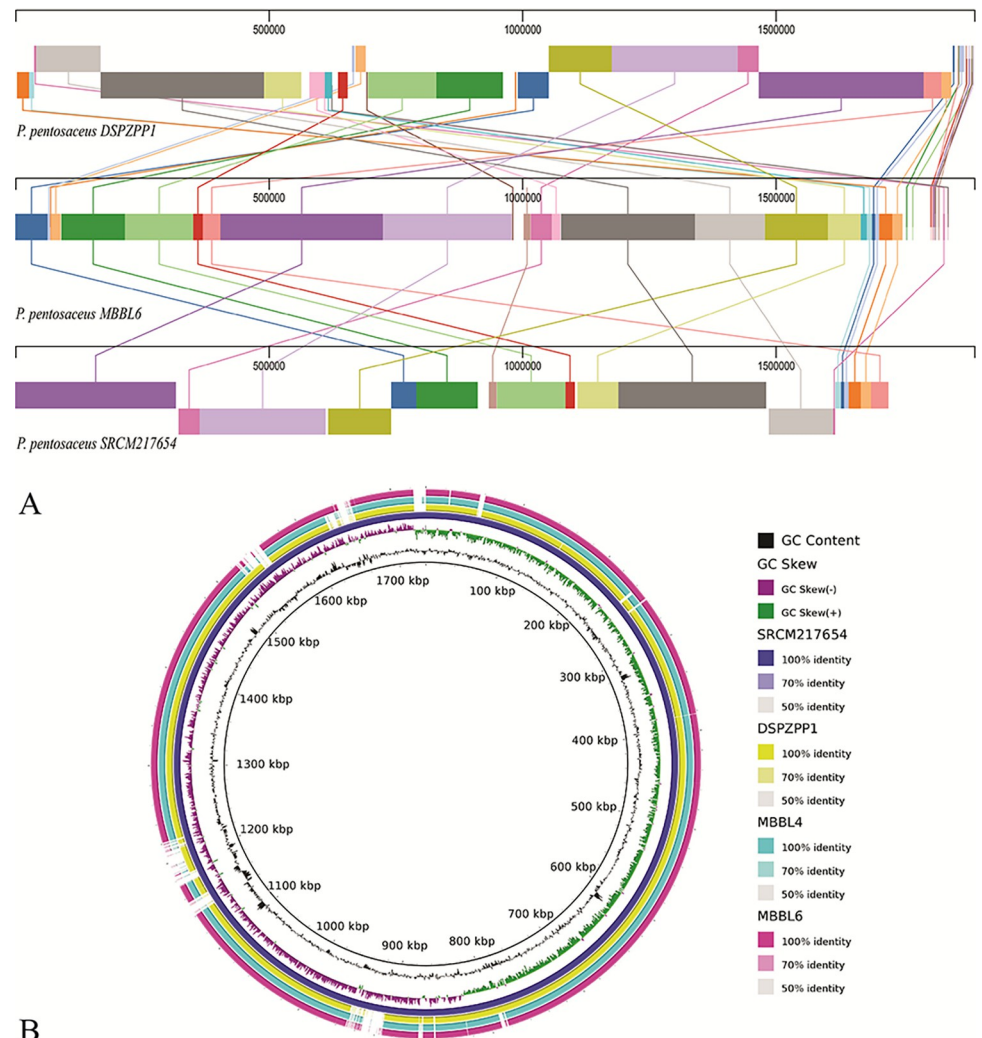 500000 1000000 1500000
P. pentosaceus DSPZPP1
500000 1000000 1500000
P. pentosaceus MBBL6
500000 1000000 1500000
P. pentosaceus SRCM217654
A
GC Content
GC Skew
GC Skew(-)
GC Skew(+)
SRCM217654
100% identity
70% identity
50% identity
DSPZPP1
100% identity
70% identity
50% identity
MBBL4
100% identity
70% identity
50% identity
MBBL6
100% identity
70% identity
50% identity
100 kbp
200 kbp
300 kbp
400 kbp
500 kbp
600 kbp
700 kbp
800 kbp
900 kbp
1000 kbp
1100 kbp
1200 kbp
1300 kbp
1400 kbp
1500 kbp
1600 kbp
1700 kbp
B